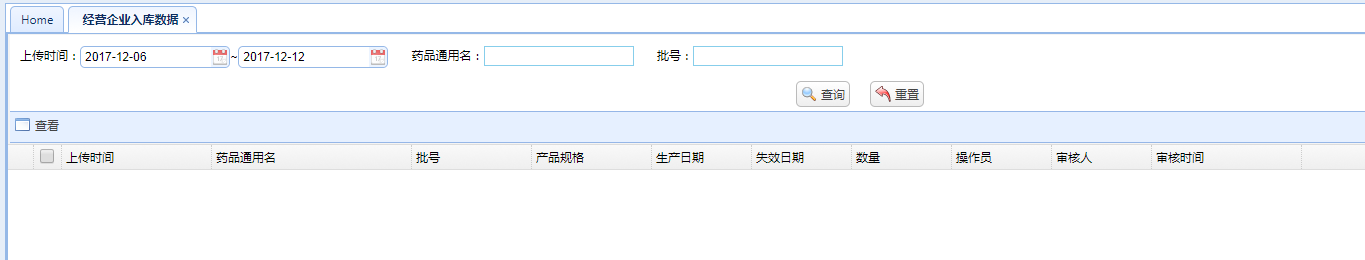 Home 经营企业入库数据 ×
上传时间： 2017-12-06 ~ 2017-12-12 药品通用名： 批号：
查询 重置
查看
上传时间 药品通用名 批号 产品规格 生产日期 失效日期 数量 操作员 审核人 审核时间